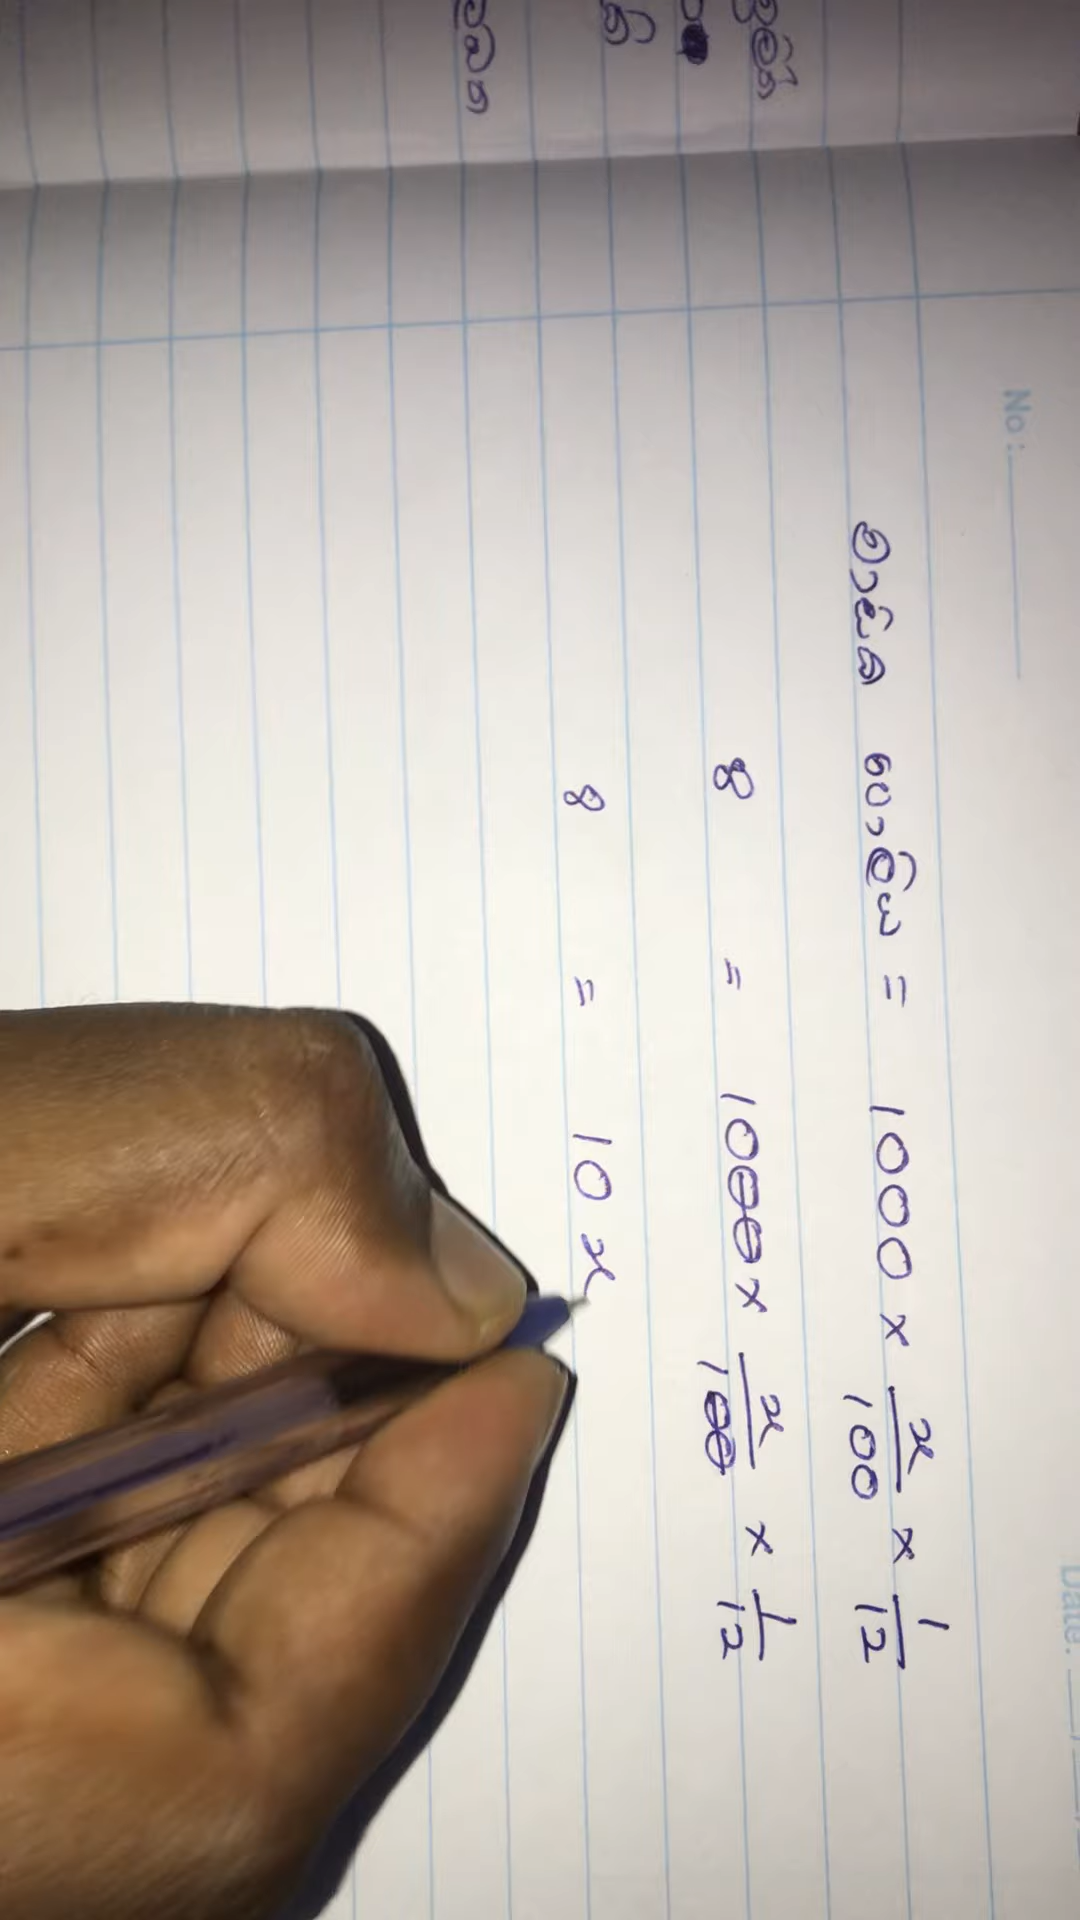 No :
Date:
මාසික පොලිය = 1000 × x/100 × 1/12
8 = 1000 × x/100 × 1/12
8 = 10 x